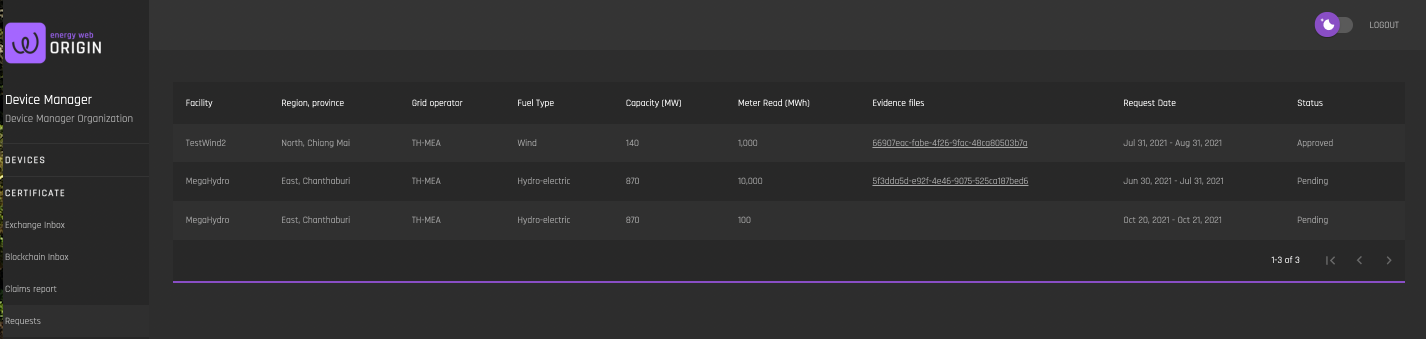 energy web
ORIGIN
LOGOUT
Device Manager
Device Manager Organization
DEVICES
CERTIFICATE
Exchange Inbox
Blockchain Inbox
Claims report
Requests
Facility Region, province Grid operator Fuel Type Capacity (MW) Meter Read (MWh) Evidence files Request Date Status
TestWind2 North, Chiang Mai TH-MEA Wind 140 1,000 66907eac-fabe-4f26-9fac-48ca80503b7a Jul 31, 2021 - Aug 31, 2021 Approved
MegaHydro East, Chanthaburi TH-MEA Hydro-electric 870 10,000 5f3dda5d-e92f-4e46-9075-525ca187bed6 Jun 30, 2021 - Jul 31, 2021 Pending
MegaHydro East, Chanthaburi TH-MEA Hydro-electric 870 100 Oct 20, 2021 - Oct 21, 2021 Pending
1-3 of 3